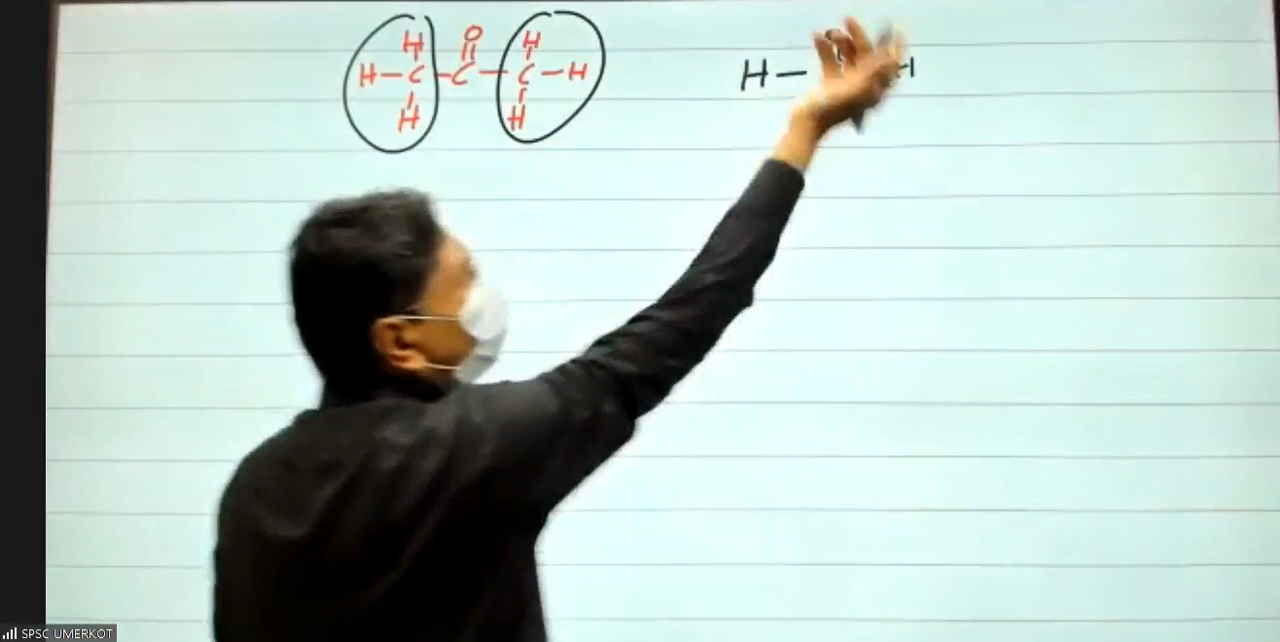 H O H
H—C—C—C—H
H H
H— H
SPSC UMERKOT